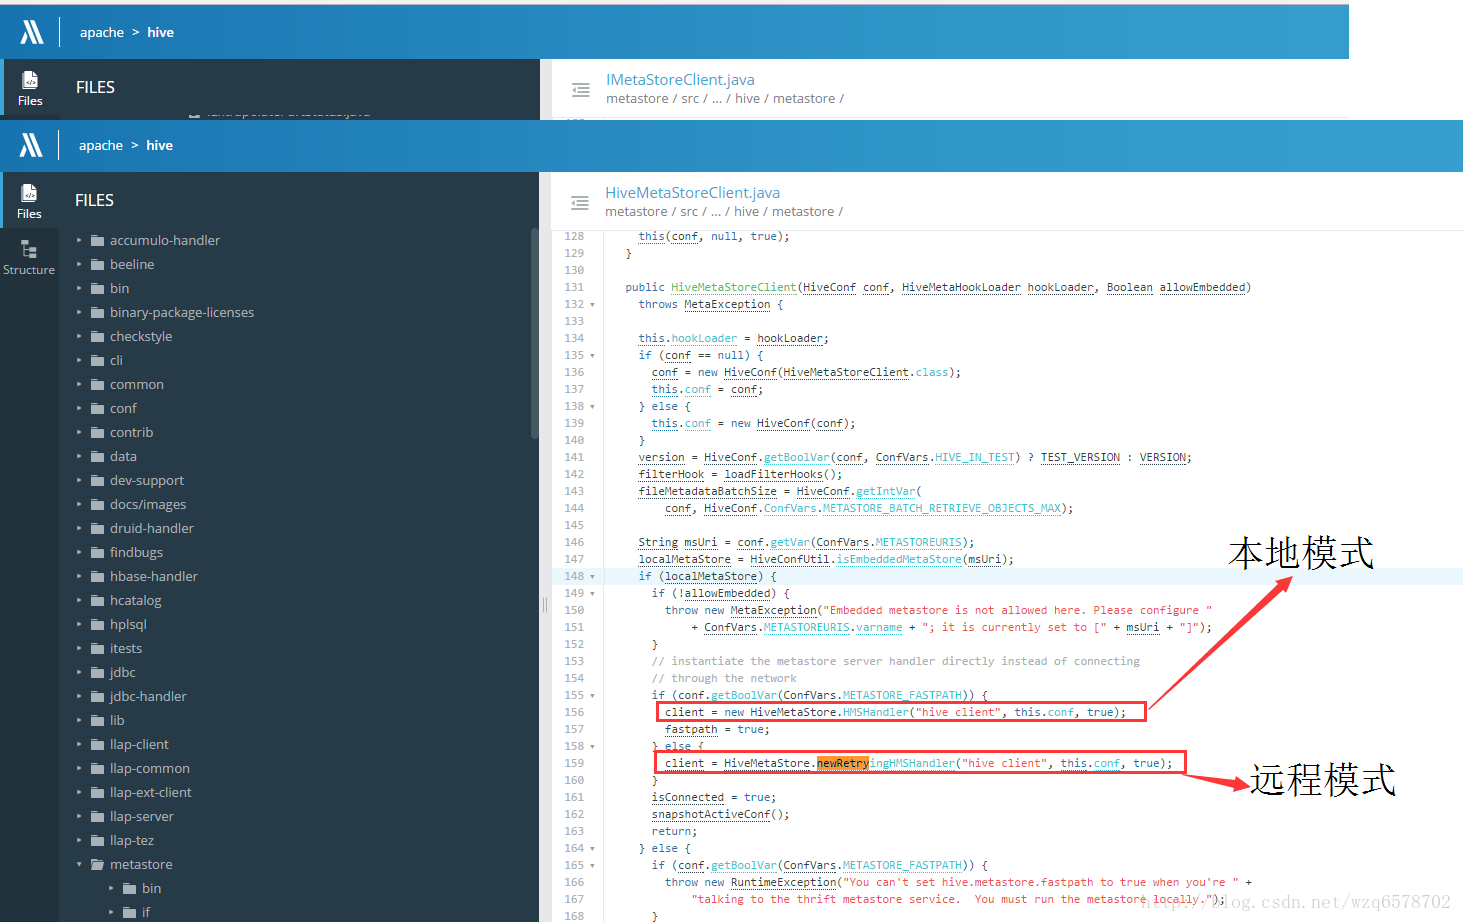 apache > hive
Files
FILES
IMetaStoreClient.java
metastore / src / ... / hive / metastore /
apache > hive
Files
FILES
Structure
accumulo-handler
beeline
bin
binary-package-licenses
checkstyle
cli
common
conf
contrib
data
dev-support
docs/images
druid-handler
findbugs
hbase-handler
hcatalog
hplsql
itests
jdbc
jdbc-handler
lib
llap-client
llap-common
llap-ext-client
llap-server
llap-tez
metastore
bin
if
HiveMetaStoreClient.java
metastore / src / ... / hive / metastore /
128 this(conf, null, true);
129 }
130
131 public HiveMetaStoreClient(HiveConf conf, HiveMetaHookLoader hookLoader, Boolean allowEmbedded)
132 throws MetaException {
133
134 this.hookLoader = hookLoader;
135 if (conf == null) {
136 conf = new HiveConf(HiveMetaStoreClient.class);
137 this.conf = conf;
138 } else {
139 this.conf = new HiveConf(conf);
140 }
141 version = HiveConf.getBoolVar(conf, ConfVars.HIVE_IN_TEST) ? TEST_VERSION : VERSION;
142 filterHook = loadFilterHooks();
143 fileMetadataBatchSize = HiveConf.getIntVar(
144 conf, HiveConf.ConfVars.METASTORE_BATCH_RETRIEVE_OBJECTS_MAX);
145
146 String msUri = conf.getVar(ConfVars.METASTOREURIS);
147 localMetaStore = HiveConfUtil.isEmbeddedMetaStore(msUri);
148 if (localMetaStore) {
149 if (!allowEmbedded) {
150 throw new MetaException("Embedded metastore is not allowed here. Please configure "
151 + ConfVars.METASTOREURIS.varname + "; it is currently set to [" + msUri + "]");
152 }
153 // instantiate the metastore server handler directly instead of connecting
154 // through the network
155 if (conf.getBoolVar(ConfVars.METASTORE_FASTPATH)) {
156 client = new HiveMetaStore.HMSHandler("hive client", this.conf, true);
157 fastpath = true;
158 } else {
159 client = HiveMetaStore.newRetryingHMSHandler("hive client", this.conf, true);
160 }
161 isConnected = true;
162 snapshotActiveConf();
163 return;
164 } else {
165 if (conf.getBoolVar(ConfVars.METASTORE_FASTPATH)) {
166 throw new RuntimeException("You can't set hive.metastore.fastpath to true when you're " +
167 "talking to the thrift metastore service. You must run the metastore locally.");
168 }
本地模式
远程模式
http://blog.csdn.net/wzq6578702